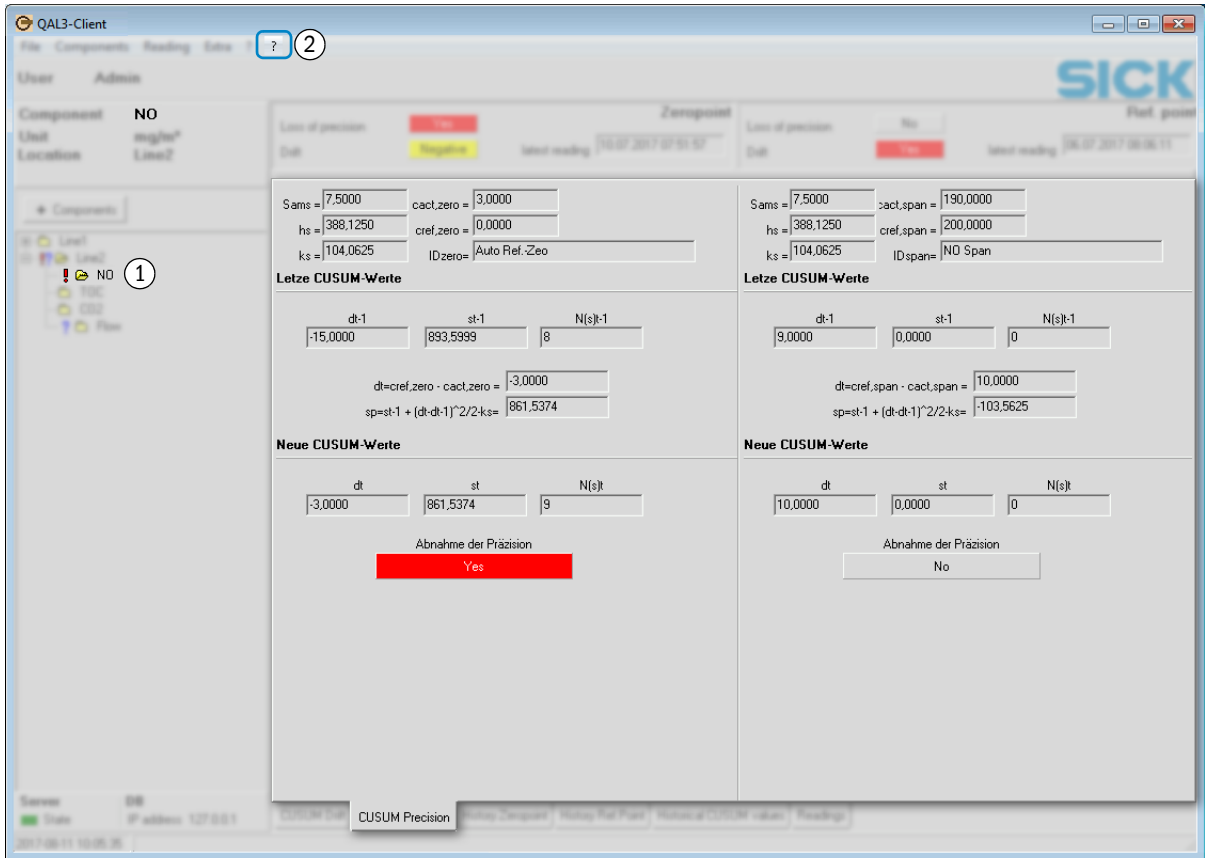 QAL3-Client
File Components Reading Extra ! ? 2
User Admin
SICK
Component NO
Unit mg/m³
Location Line2
Zeropoint
Loss of precision Yes
Drift Negative latest reading 10.07.2017 07:51:57
Ref. point
Loss of precision No
Drift Yes latest reading 06.07.2017 08:06:11
+ Components
Line1
Line2
NO 1
TOC
CO2
Flow
Sams = 7,5000 cact,zero = 3,0000
hs = 388,1250 cref,zero = 0,0000
ks = 104,0625 IDzero= Auto Ref.-Zeo
Letze CUSUM-Werte
dt-1 st-1 N(s)t-1
-15,0000 893,5999 8
dt=cref,zero - cact,zero = -3,0000
sp=st-1 + (dt-dt-1)^2/2-ks= 861,5374
Neue CUSUM-Werte
dt st N(s)t
-3,0000 861,5374 9
Abnahme der Präzision
Yes
Sams = 7,5000 cact,span = 190,0000
hs = 388,1250 cref,span = 200,0000
ks = 104,0625 IDspan= NO Span
Letze CUSUM-Werte
dt-1 st-1 N(s)t-1
9,0000 0,0000 0
dt=cref,span - cact,span = 10,0000
sp=st-1 + (dt-dt-1)^2/2-ks= -103,5625
Neue CUSUM-Werte
dt st N(s)t
10,0000 0,0000 0
Abnahme der Präzision
No
CUSUM Drift CUSUM Precision History Zeropoint History Ref Point Historical CUSUM values Readings
Server DB
State IP address: 127.0.0.1
2017-08-11 10:05:35